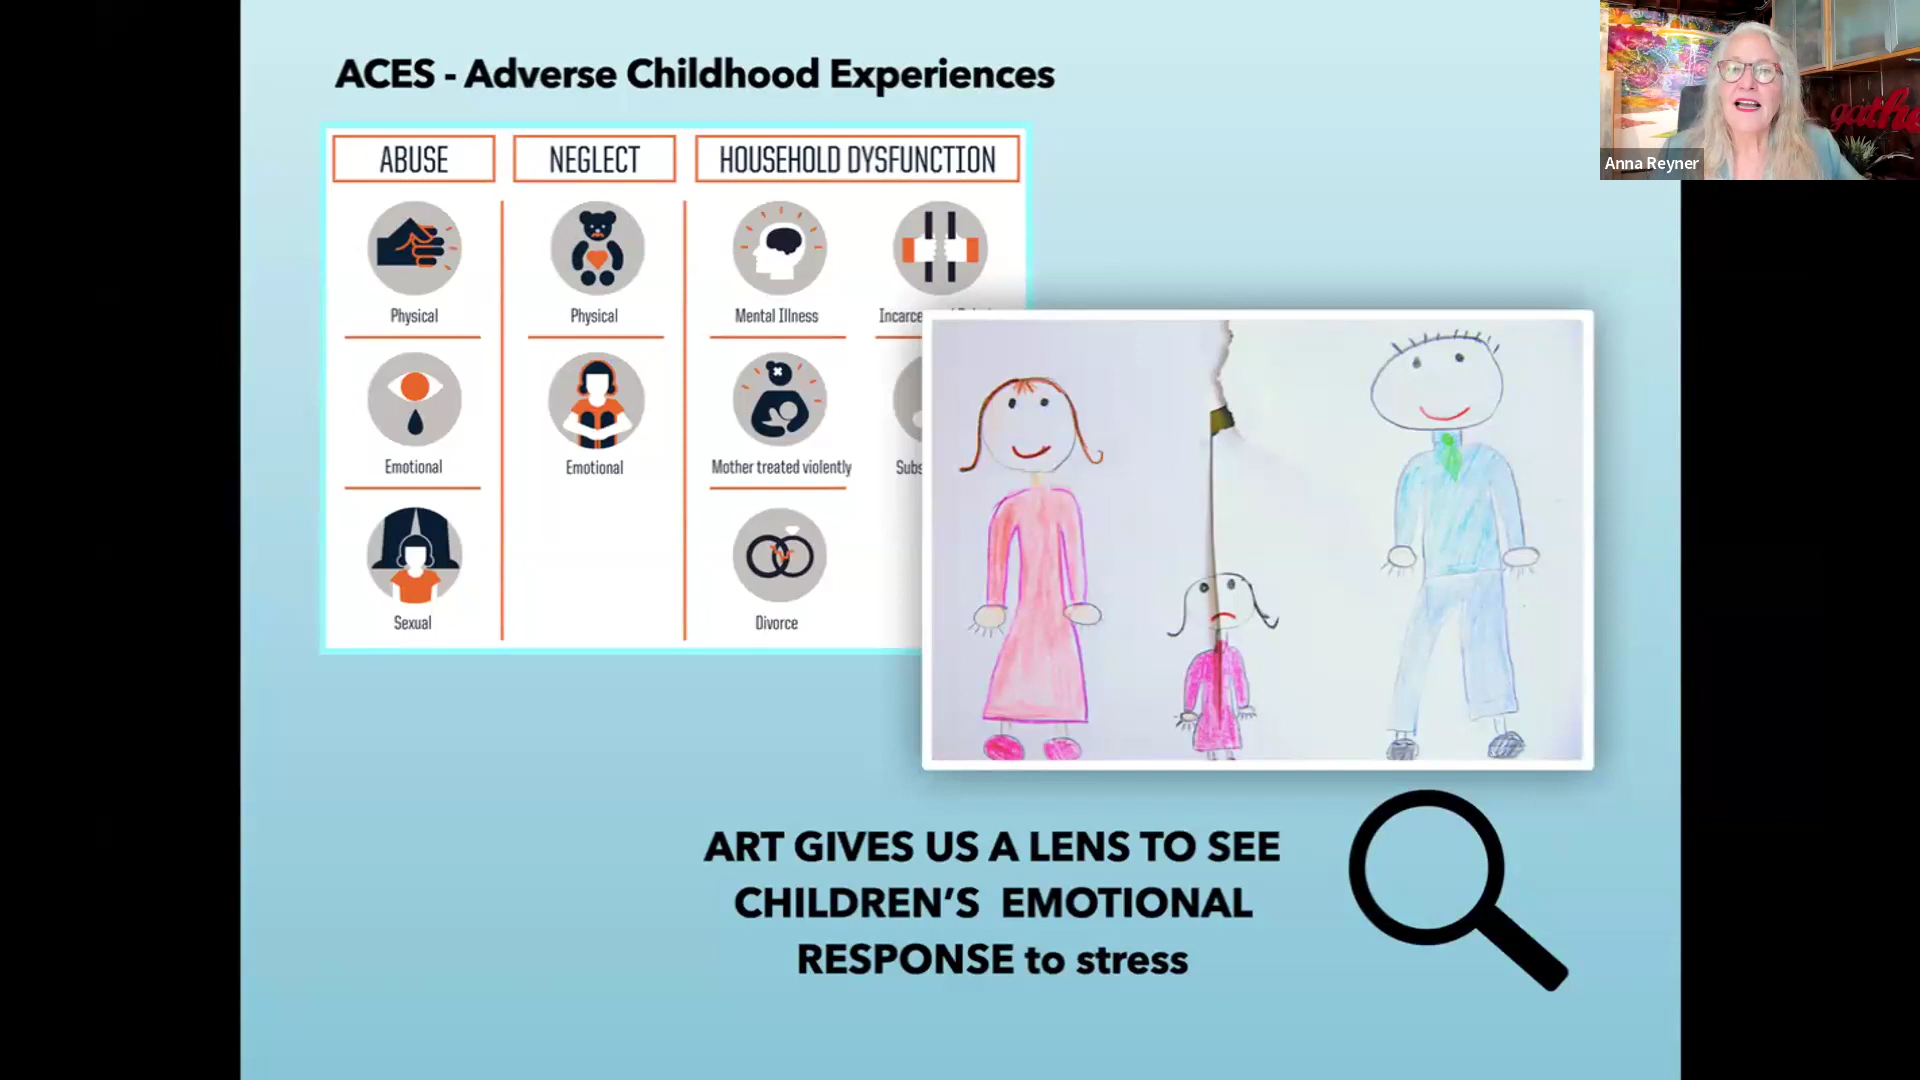 ACES - Adverse Childhood Experiences
Anna Reyner
ABUSE
NEGLECT
HOUSEHOLD DYSFUNCTION
Physical
Physical
Mental Illness
Emotional
Emotional
Mother treated violently
Sexual
Divorce
ART GIVES US A LENS TO SEE
CHILDREN’S EMOTIONAL
RESPONSE to stress